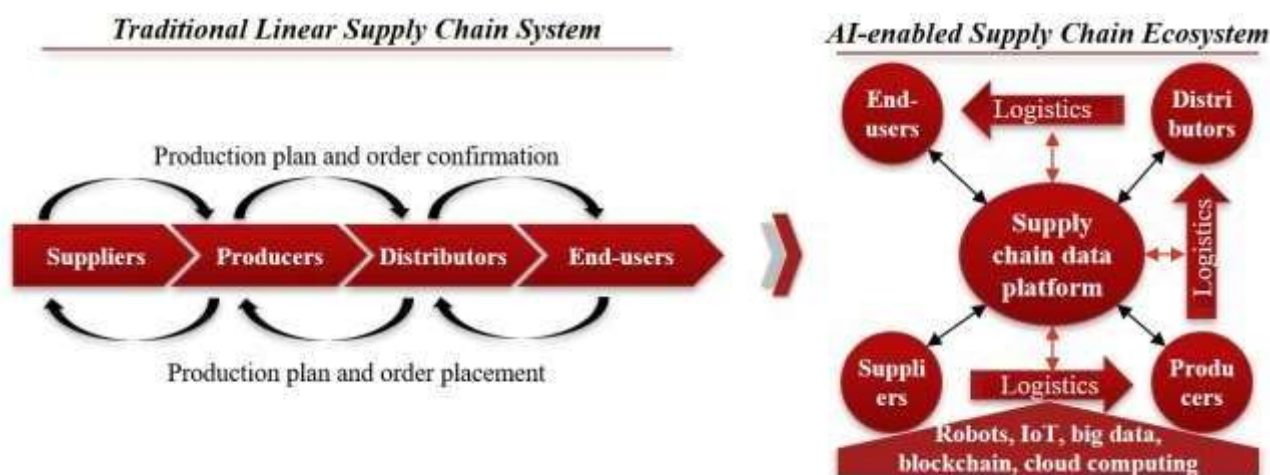 Traditional Linear Supply Chain System
Production plan and order confirmation
Suppliers
Producers
Distributors
End-users
Production plan and order placement
AI-enabled Supply Chain Ecosystem
End-
users
Logistics
Distri
butors
Supply
chain data
platform
Logistics
Suppli
ers
Logistics
Produ
cers
Robots, IoT, big data,
blockchain, cloud computing